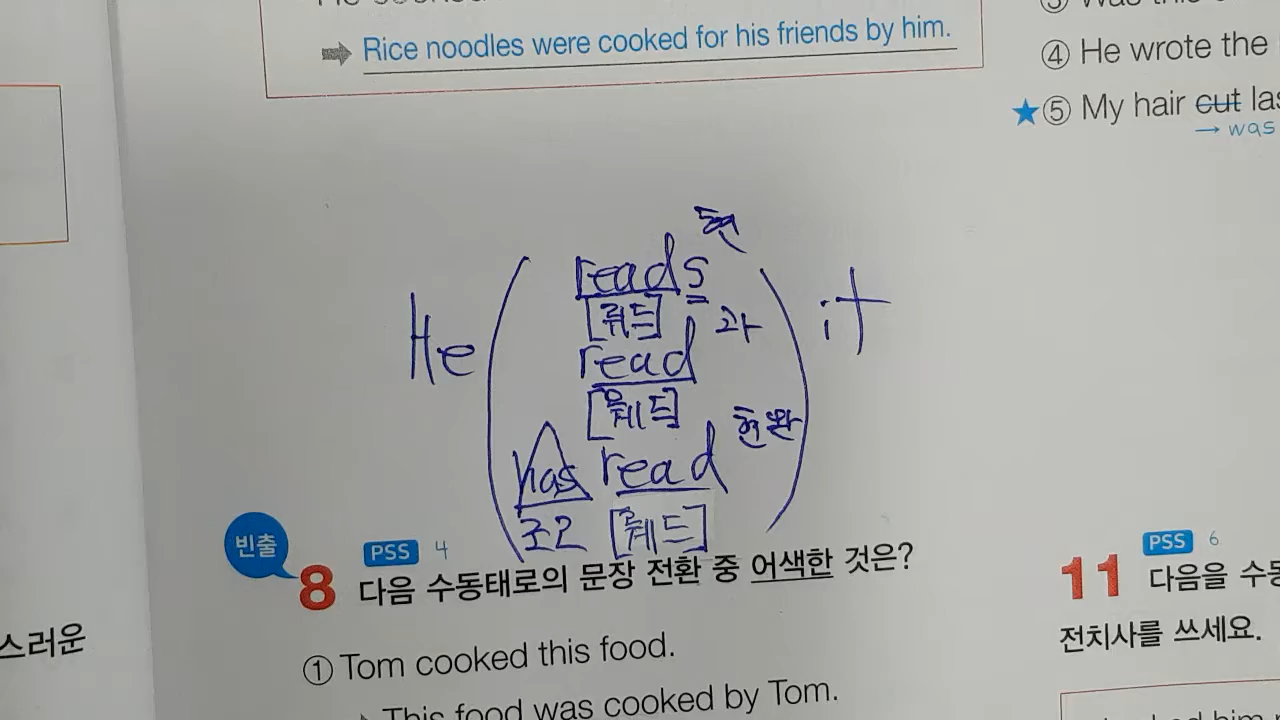 ➡ Rice noodles were cooked for his friends by him.
④ He wrote the
★⑤ My hair cut las
→ was
현
He reads it
[뤼드] 과
read
[뤠드] 현완
has read
조 [뤠드]
빈출
PSS 4
8 다음 수동태로의 문장 전환 중 어색한 것은?
① Tom cooked this food.
This food was cooked by Tom.
스러운
PSS 6
11 다음을 수동
전치사를 쓰세요.